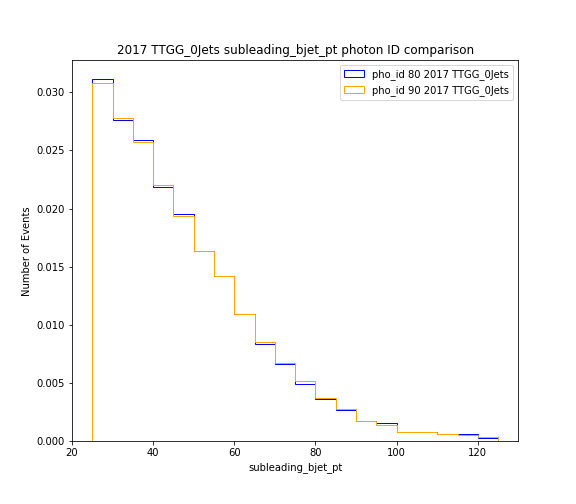 2017 TTGG_0Jets subleading_bjet_pt photon ID comparison
pho_id 80 2017 TTGG_0Jets
pho_id 90 2017 TTGG_0Jets
Number of Events
0.030
0.025
0.020
0.015
0.010
0.005
0.000
20 40 60 80 100 120
subleading_bjet_pt